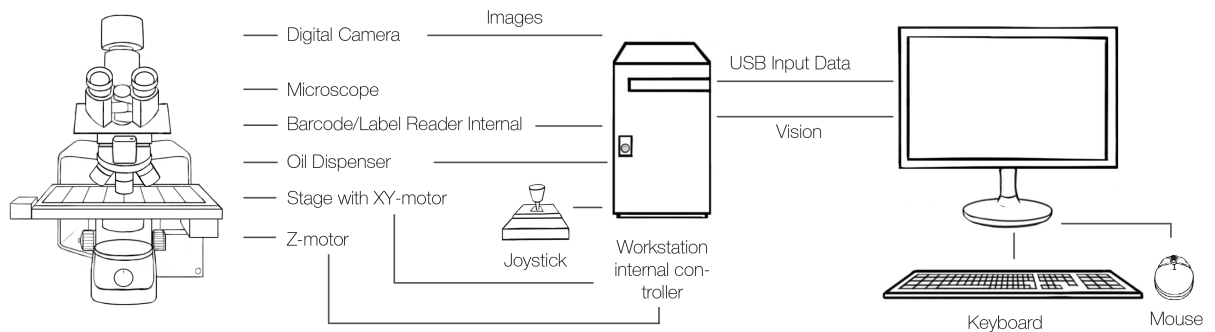 Images
Digital Camera
USB Input Data
Microscope
Barcode/Label Reader Internal
Vision
Oil Dispenser
Stage with XY-motor
Z-motor
Joystick
Workstation
internal con-
troller
Keyboard
Mouse